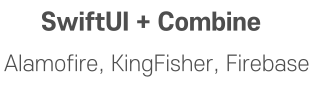 SwiftUI + Combine
Alamofire, KingFisher, Firebase